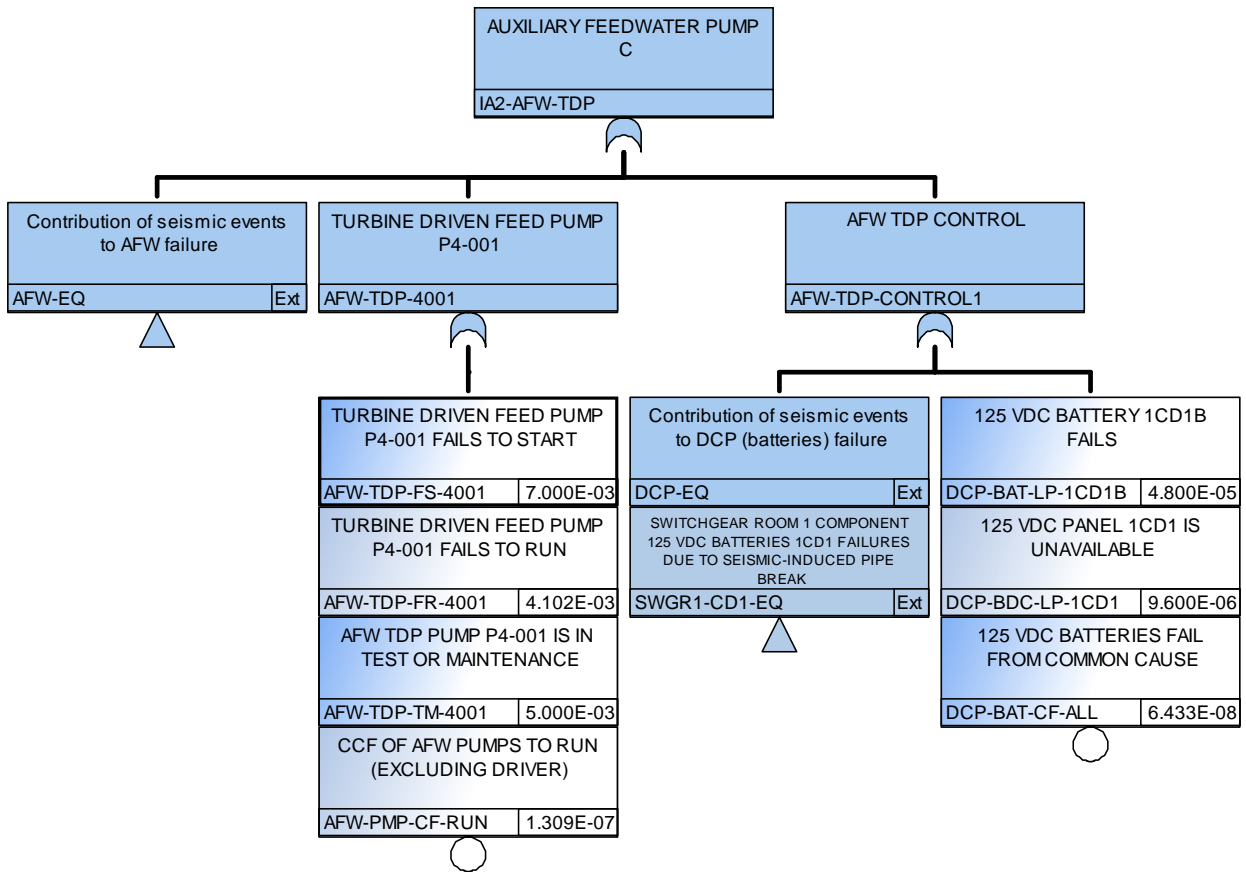 AUXILIARY FEEDWATER PUMP
C
IA2-AFW-TDP
Contribution of seismic events
to AFW failure
AFW-EQ Ext
TURBINE DRIVEN FEED PUMP
P4-001
AFW-TDP-4001
AFW TDP CONTROL
AFW-TDP-CONTROL1
TURBINE DRIVEN FEED PUMP
P4-001 FAILS TO START
AFW-TDP-FS-4001 7.000E-03
TURBINE DRIVEN FEED PUMP
P4-001 FAILS TO RUN
AFW-TDP-FR-4001 4.102E-03
AFW TDP PUMP P4-001 IS IN
TEST OR MAINTENANCE
AFW-TDP-TM-4001 5.000E-03
CCF OF AFW PUMPS TO RUN
(EXCLUDING DRIVER)
AFW-PMP-CF-RUN 1.309E-07
Contribution of seismic events
to DCP (batteries) failure
DCP-EQ Ext
SWITCHGEAR ROOM 1 COMPONENT
125 VDC BATTERIES 1CD1 FAILURES
DUE TO SEISMIC-INDUCED PIPE
BREAK
SWGR1-CD1-EQ Ext
125 VDC BATTERY 1CD1B
FAILS
DCP-BAT-LP-1CD1B 4.800E-05
125 VDC PANEL 1CD1 IS
UNAVAILABLE
DCP-BDC-LP-1CD1 9.600E-06
125 VDC BATTERIES FAIL
FROM COMMON CAUSE
DCP-BAT-CF-ALL 6.433E-08